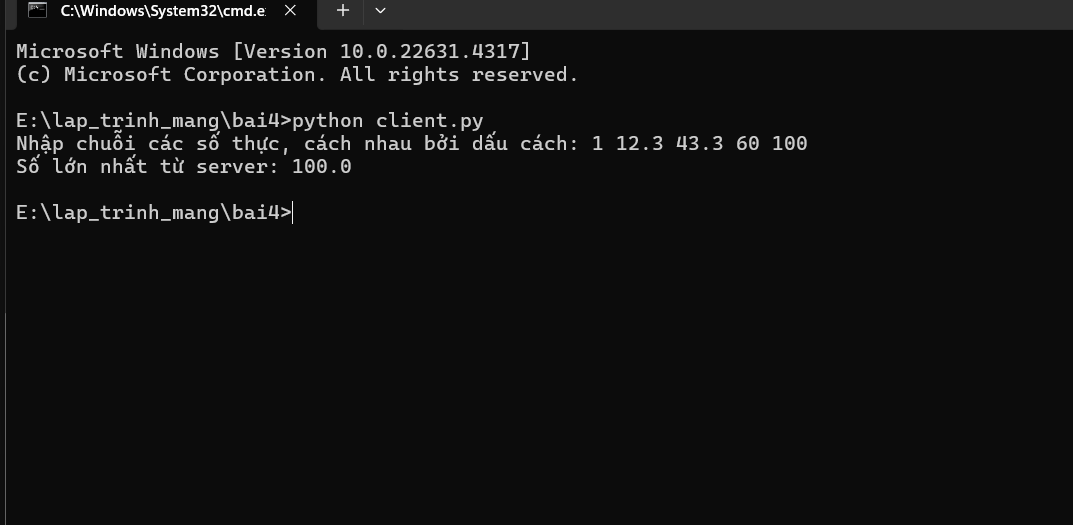 C:\Windows\System32\cmd.e
Microsoft Windows [Version 10.0.22631.4317]
(c) Microsoft Corporation. All rights reserved.
E:\lap_trinh_mang\bai4>python client.py
Nhập chuỗi các số thực, cách nhau bởi dấu cách: 1 12.3 43.3 60 100
Số lớn nhất từ server: 100.0
E:\lap_trinh_mang\bai4>